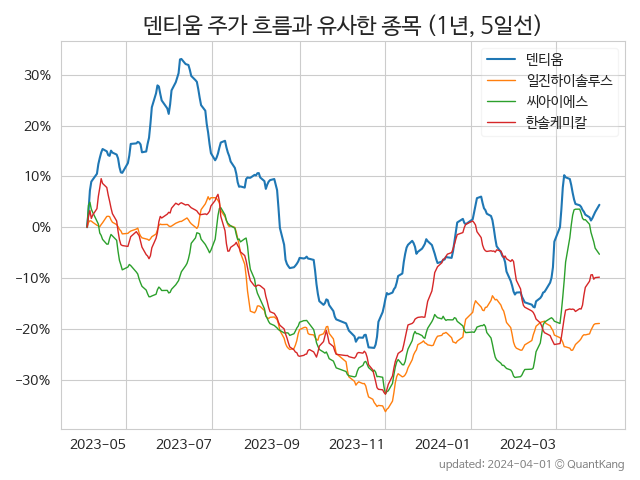 덴티움 주가 흐름과 유사한 종목 (1년, 5일선)
덴티움
일진하이솔루스
씨아이에스
한솔케미칼
30%
20%
10%
0%
−10%
−20%
−30%
2023-05 2023-07 2023-09 2023-11 2024-01 2024-03
updated: 2024-04-01 © QuantKang